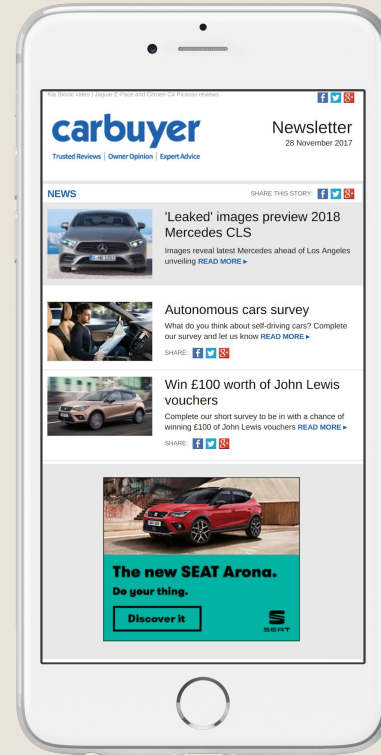 Kia Stonic video | Jaguar E-Pace and Citroen C4 Picasso reviews
carbuyer
Trusted Reviews | Owner Opinion | Expert Advice
Newsletter
28 November 2017
NEWS
SHARE THIS STORY:
'Leaked' images preview 2018
Mercedes CLS
Images reveal latest Mercedes ahead of Los Angeles
unveiling READ MORE ▸
Autonomous cars survey
What do you think about self-driving cars? Complete
our survey and let us know READ MORE ▸
SHARE:
Win £100 worth of John Lewis
vouchers
Complete our short survey to be in with a chance of
winning £100 of John Lewis vouchers READ MORE ▸
SHARE:
The new SEAT Arona.
Do your thing.
Discover it
SEAT